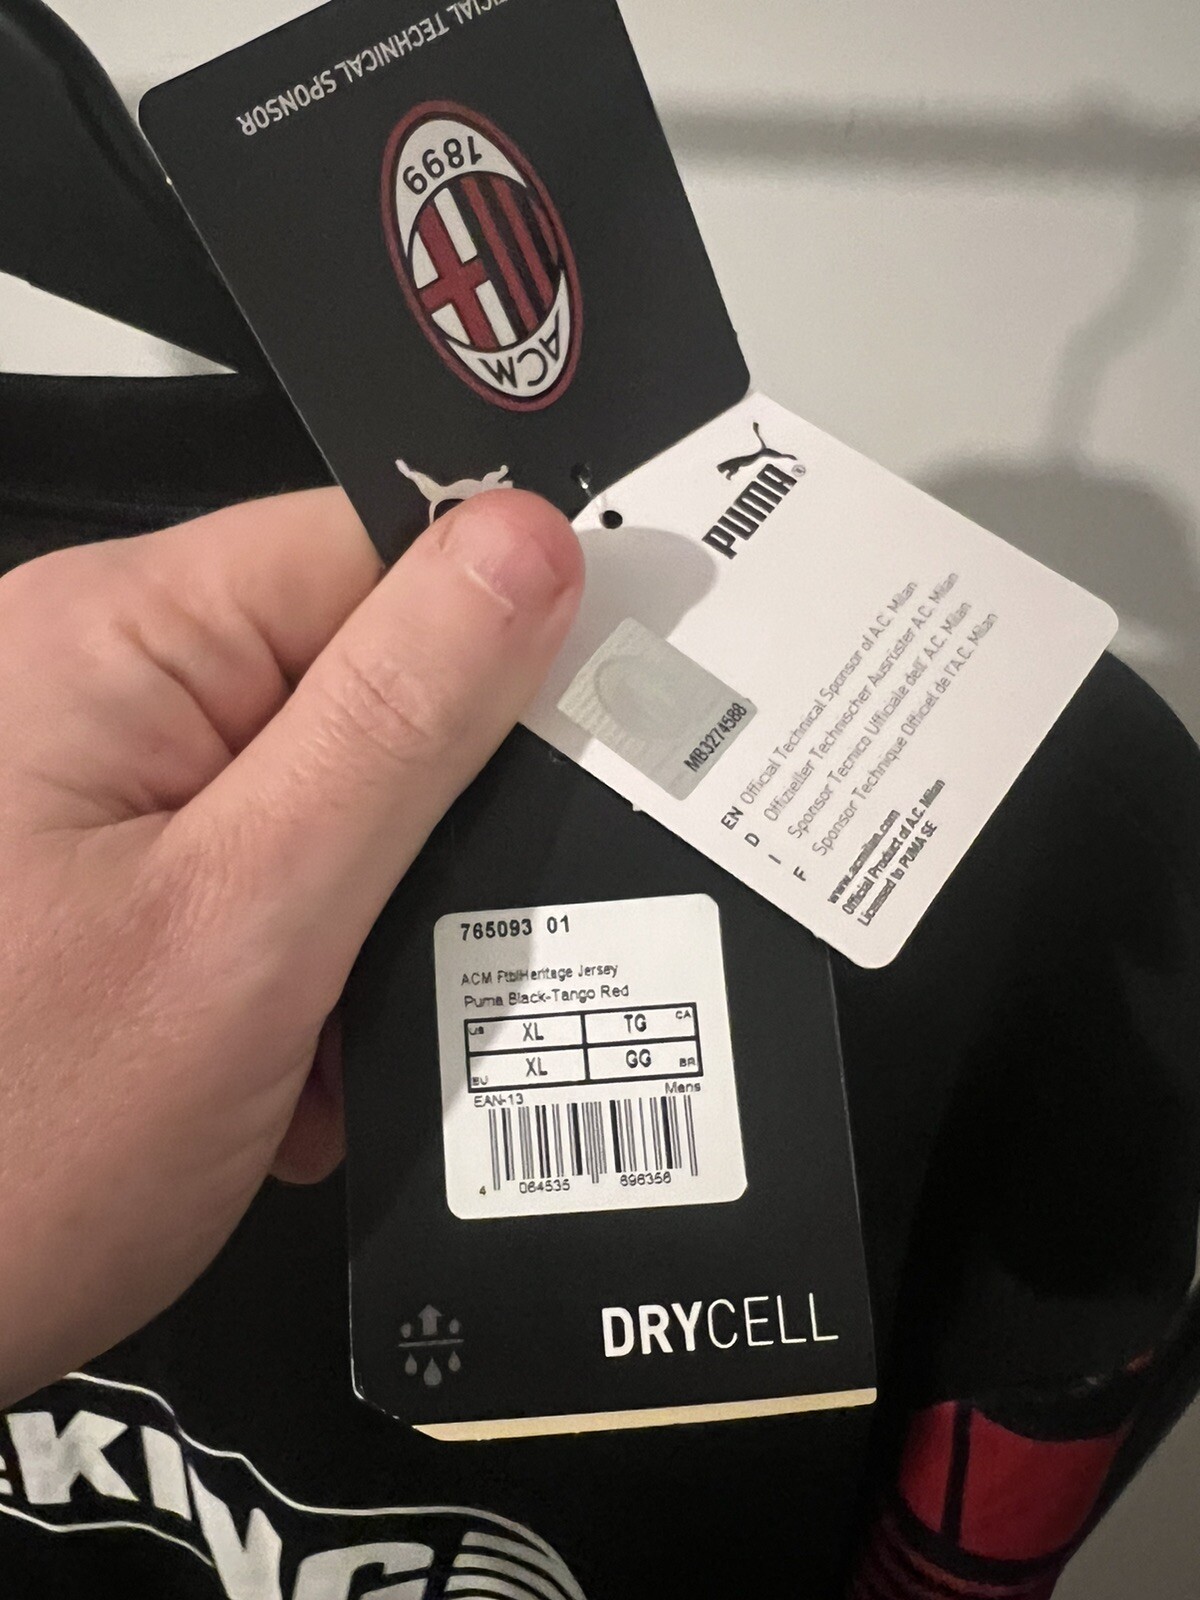 OFFICIAL TECHNICAL SPONSOR
1899
ACM
PUMA®
MB3274588
EN Official Technical Sponsor of A.C. Milan
D Offizieller Technischer Ausrüster A.C. Milan
I Sponsor Tecnico Ufficiale dell' A.C. Milan
F Sponsor Technique Officiel de l'A.C. Milan
www.acmilan.com
Official Product of A.C. Milan
Licensed to PUMA SE
765093 01
ACM FtblHeritage Jersey
Puma Black-Tango Red
US XL TG CA
EU XL GG BR
EAN-13 Mens
4 064535 696356
DRYCELL
KING